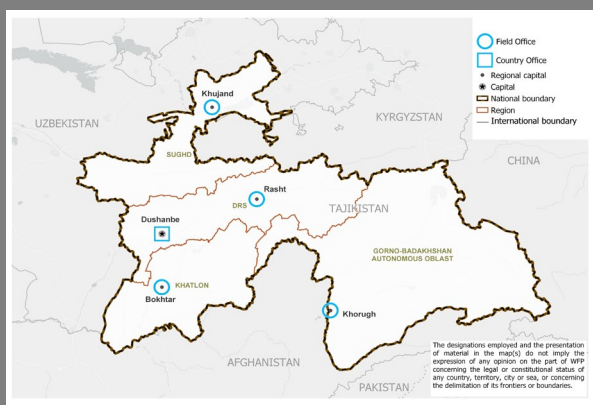 Field Office
Country Office
Regional capital
Capital
National boundary
Region
International boundary
Khujand
UZBEKISTAN
KYRGYZSTAN
SUGHD
CHINA
Rasht
DRS
TAJIKISTAN
Dushanbe
GORNO-BADAKHSHAN
AUTONOMOUS OBLAST
KHATLON
Bokhtar
Khorugh
AFGHANISTAN
PAKISTAN
The designations employed and the presentation
of material in the map(s) do not imply the
expression of any opinion on the part of WFP
concerning the legal or constitutional status of
any country, territory, city or sea, or concerning
the delimitation of its frontiers or boundaries.